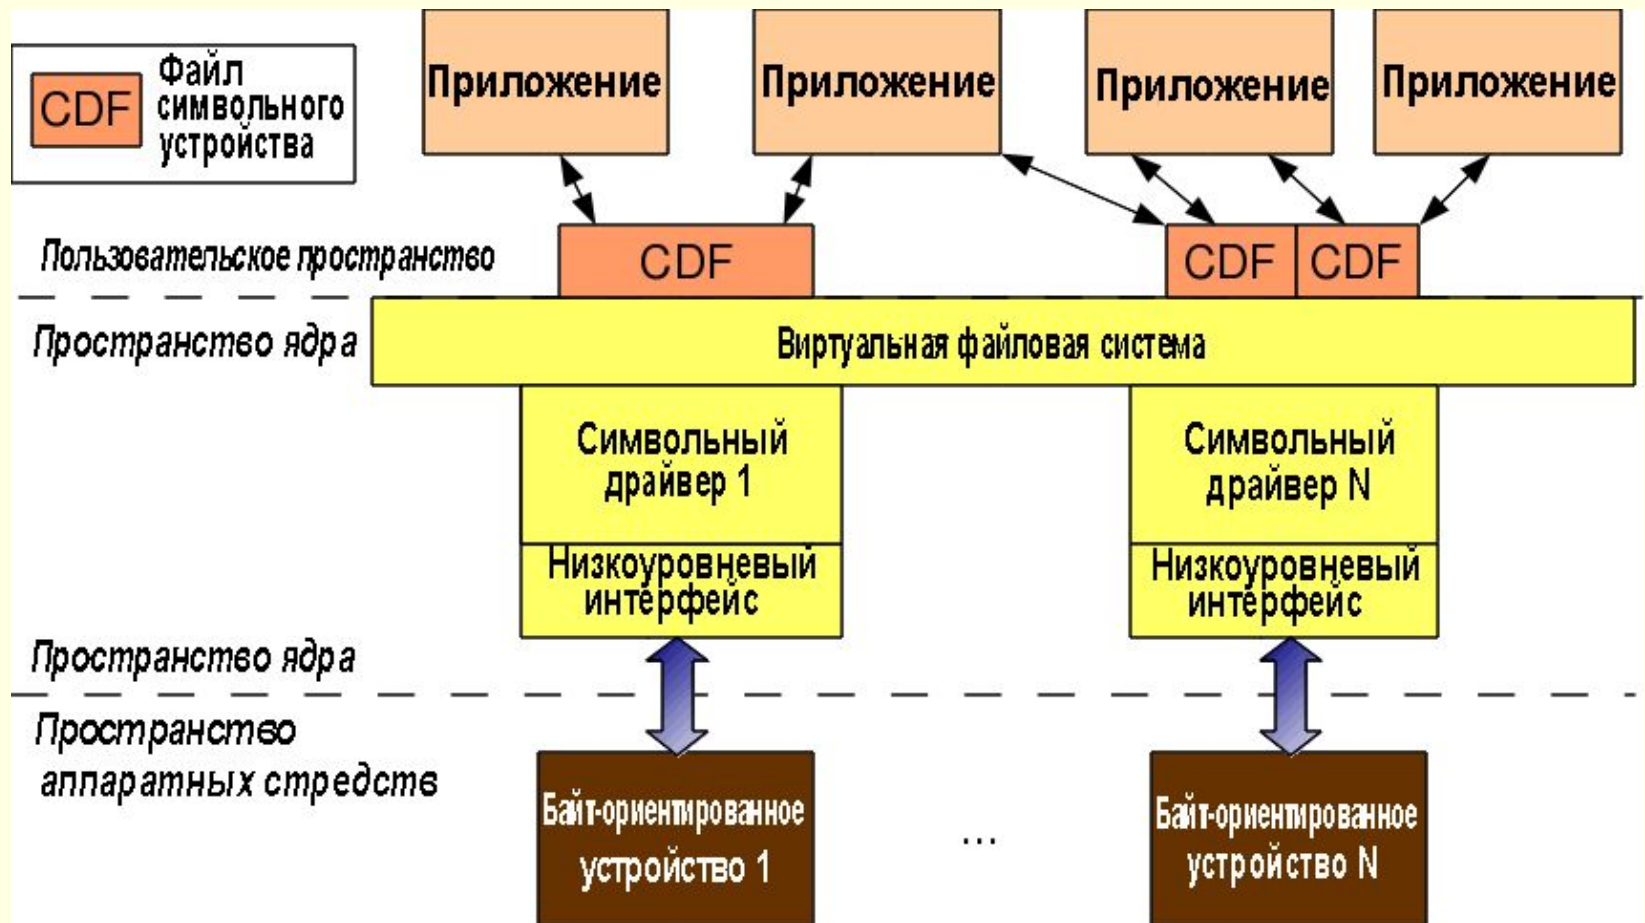 CDF
Файл
символьного
устройства
Приложение
Приложение
Приложение
Приложение
Пользовательское пространство
CDF
CDF
CDF
Пространство ядра
Виртуальная файловая система
Символьный
драйвер 1
Символьный
драйвер N
Низкоуровневый
интерфейс
Низкоуровневый
интерфейс
Пространство ядра
Пространство
аппаратных стредств
Байт-ориентированное
устройство 1
...
Байт-ориентированное
устройство N